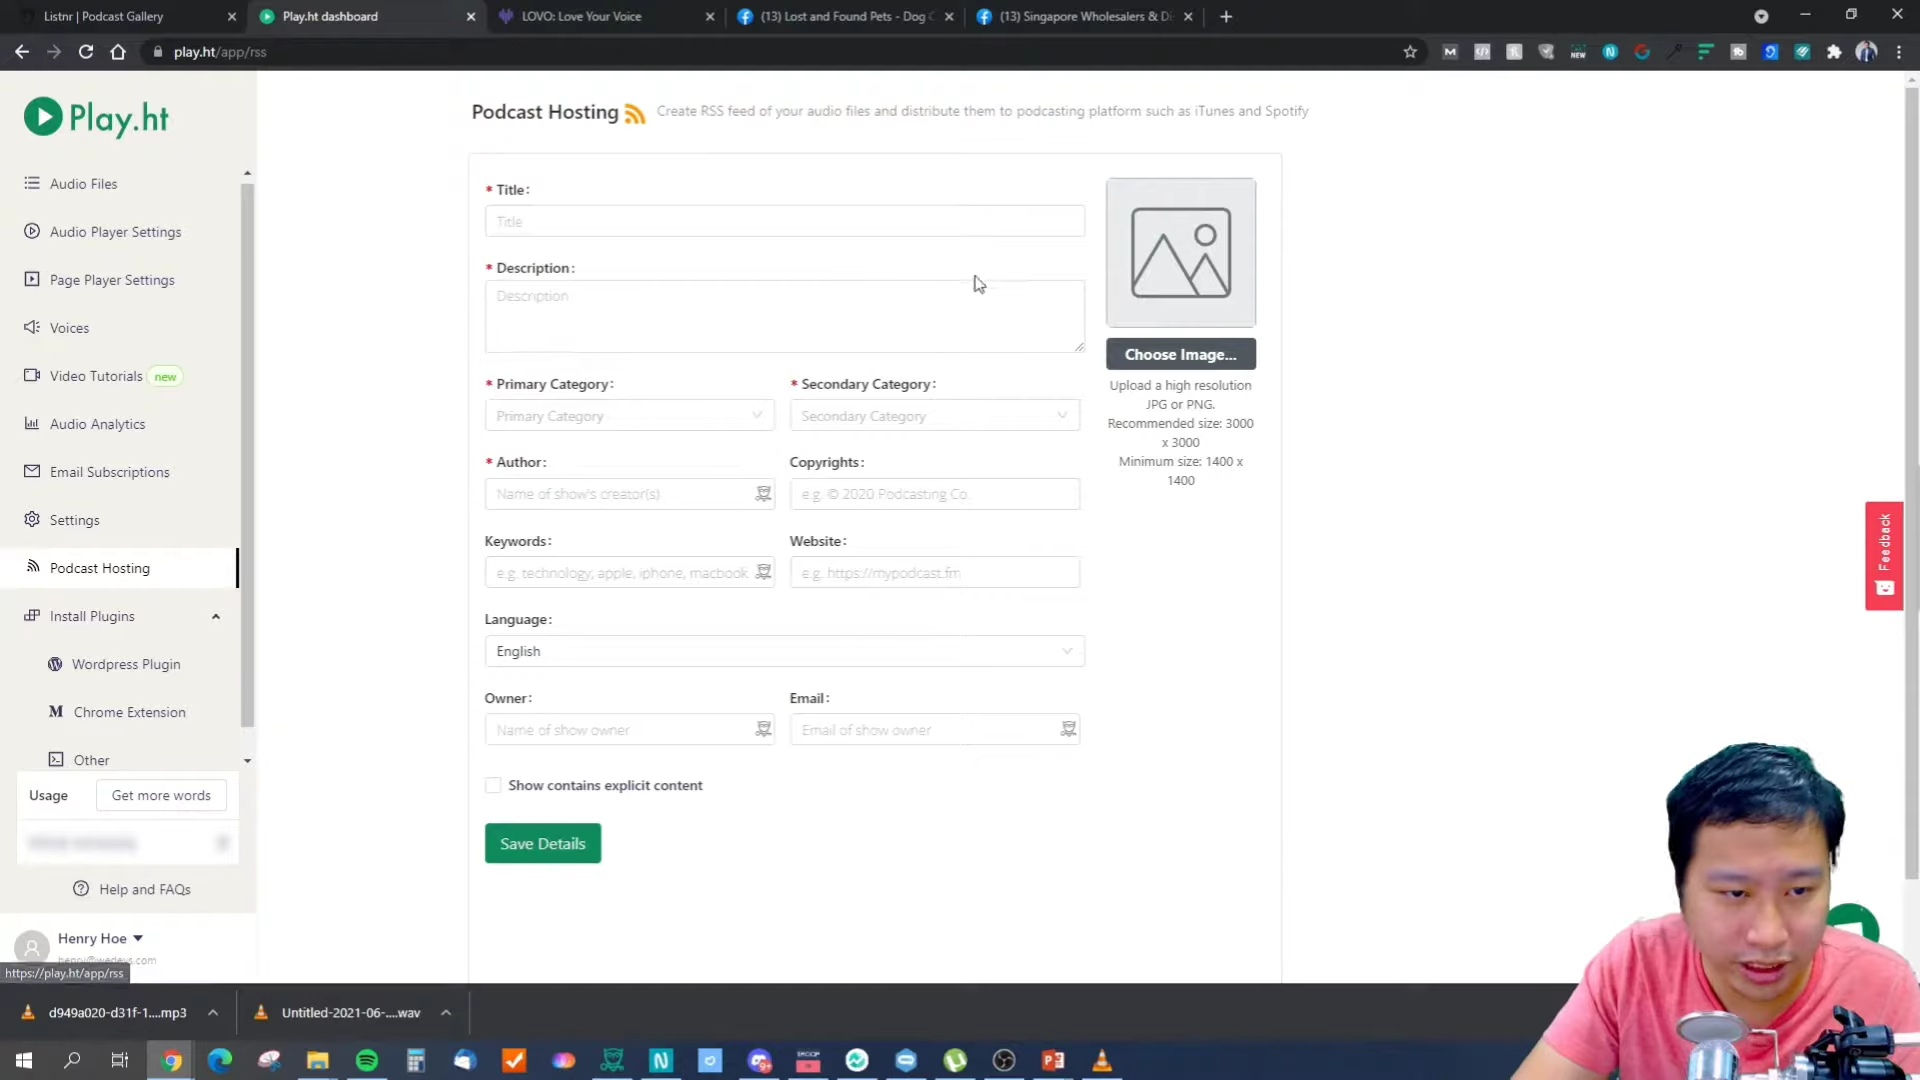 Listnr | Podcast Gallery
Play.ht dashboard
LOVO: Love Your Voice
(13) Lost and Found Pets - Dog
(13) Singapore Wholesalers & Di
play.ht/app/rss
Play.ht
Audio Files
Audio Player Settings
Page Player Settings
Voices
Video Tutorials new
Audio Analytics
Email Subscriptions
Settings
Podcast Hosting
Install Plugins
Wordpress Plugin
Chrome Extension
Other
Usage
Get more words
Help and FAQs
Henry Hoe
https://play.ht/app/rss
Podcast Hosting
Create RSS feed of your audio files and distribute them to podcasting platform such as iTunes and Spotify
* Title:
Title
* Description:
Description
* Primary Category:
Primary Category
* Secondary Category:
Secondary Category
* Author:
Name of show's creator(s)
Copyrights:
e.g. © 2020 Podcasting Co.
Keywords:
e.g. technology, apple, iphone, macbook
Website:
e.g. https://mypodcast.fm
Language:
English
Owner:
Name of show owner
Email:
Email of show owner
Show contains explicit content
Save Details
Choose Image...
Upload a high resolution
JPG or PNG.
Recommended size: 3000
x 3000
Minimum size: 1400 x
1400
Feedback
d949a020-d31f-1....mp3
Untitled-2021-06-....wav